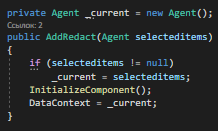 private Agent _current = new Agent();
Ссылок: 2
public AddRedact(Agent selecteditems)
{
    if (selecteditems != null)
        _current = selecteditems;
    InitializeComponent();
    DataContext = _current;
}